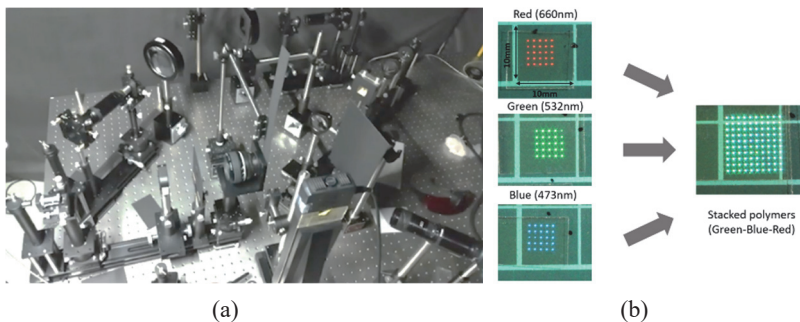 Red (660nm)
10mm
10mm
Green (532nm)
Blue (473nm)
Stacked polymers
(Green-Blue-Red)
(a)
(b)